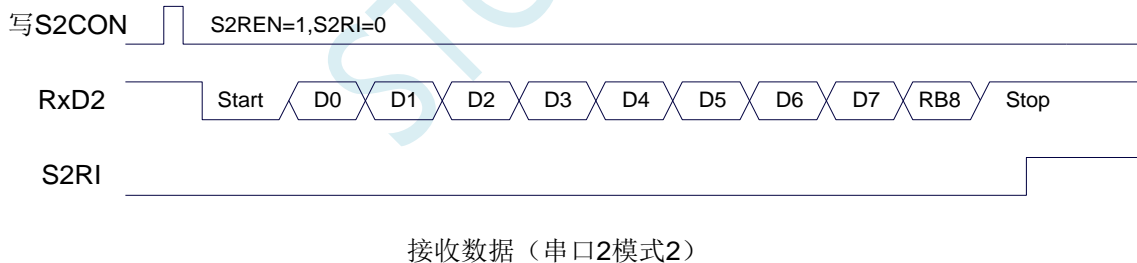 写S2CON S2REN=1,S2RI=0
RxD2 Start D0 D1 D2 D3 D4 D5 D6 D7 RB8 Stop
S2RI
接收数据（串口2模式2）